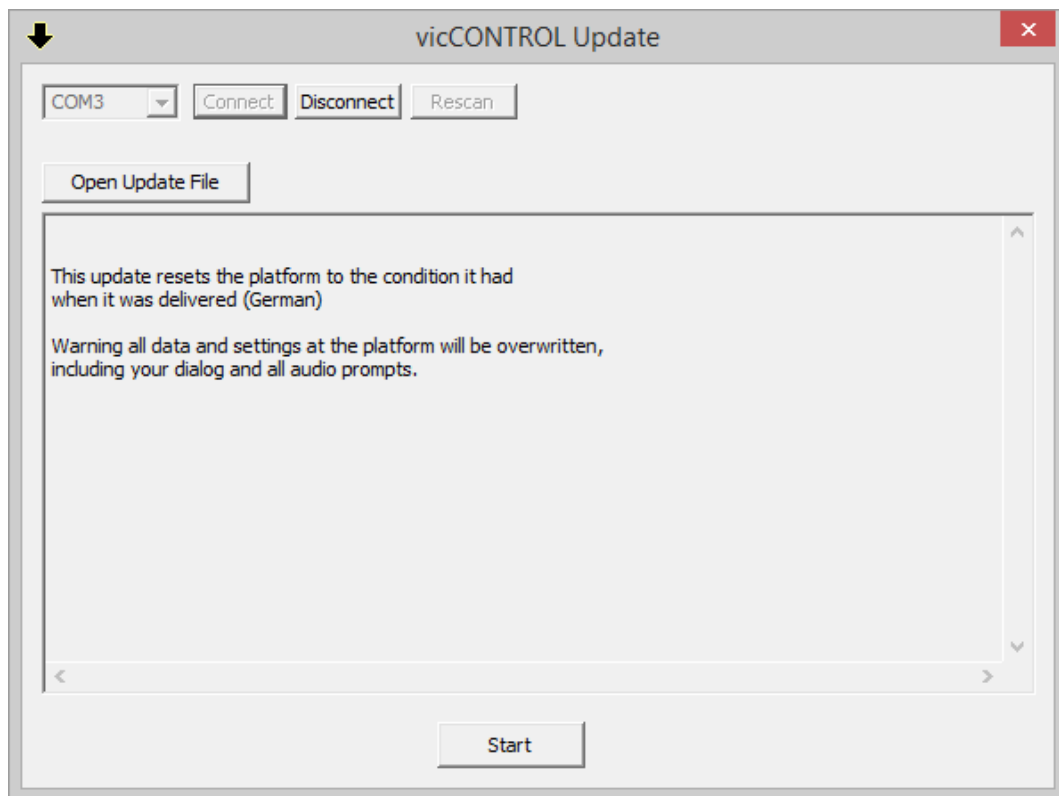 vicCONTROL Update
COM3 Connect Disconnect Rescan
Open Update File
This update resets the platform to the condition it had
when it was delivered (German)
Warning all data and settings at the platform will be overwritten,
including your dialog and all audio prompts.
Start